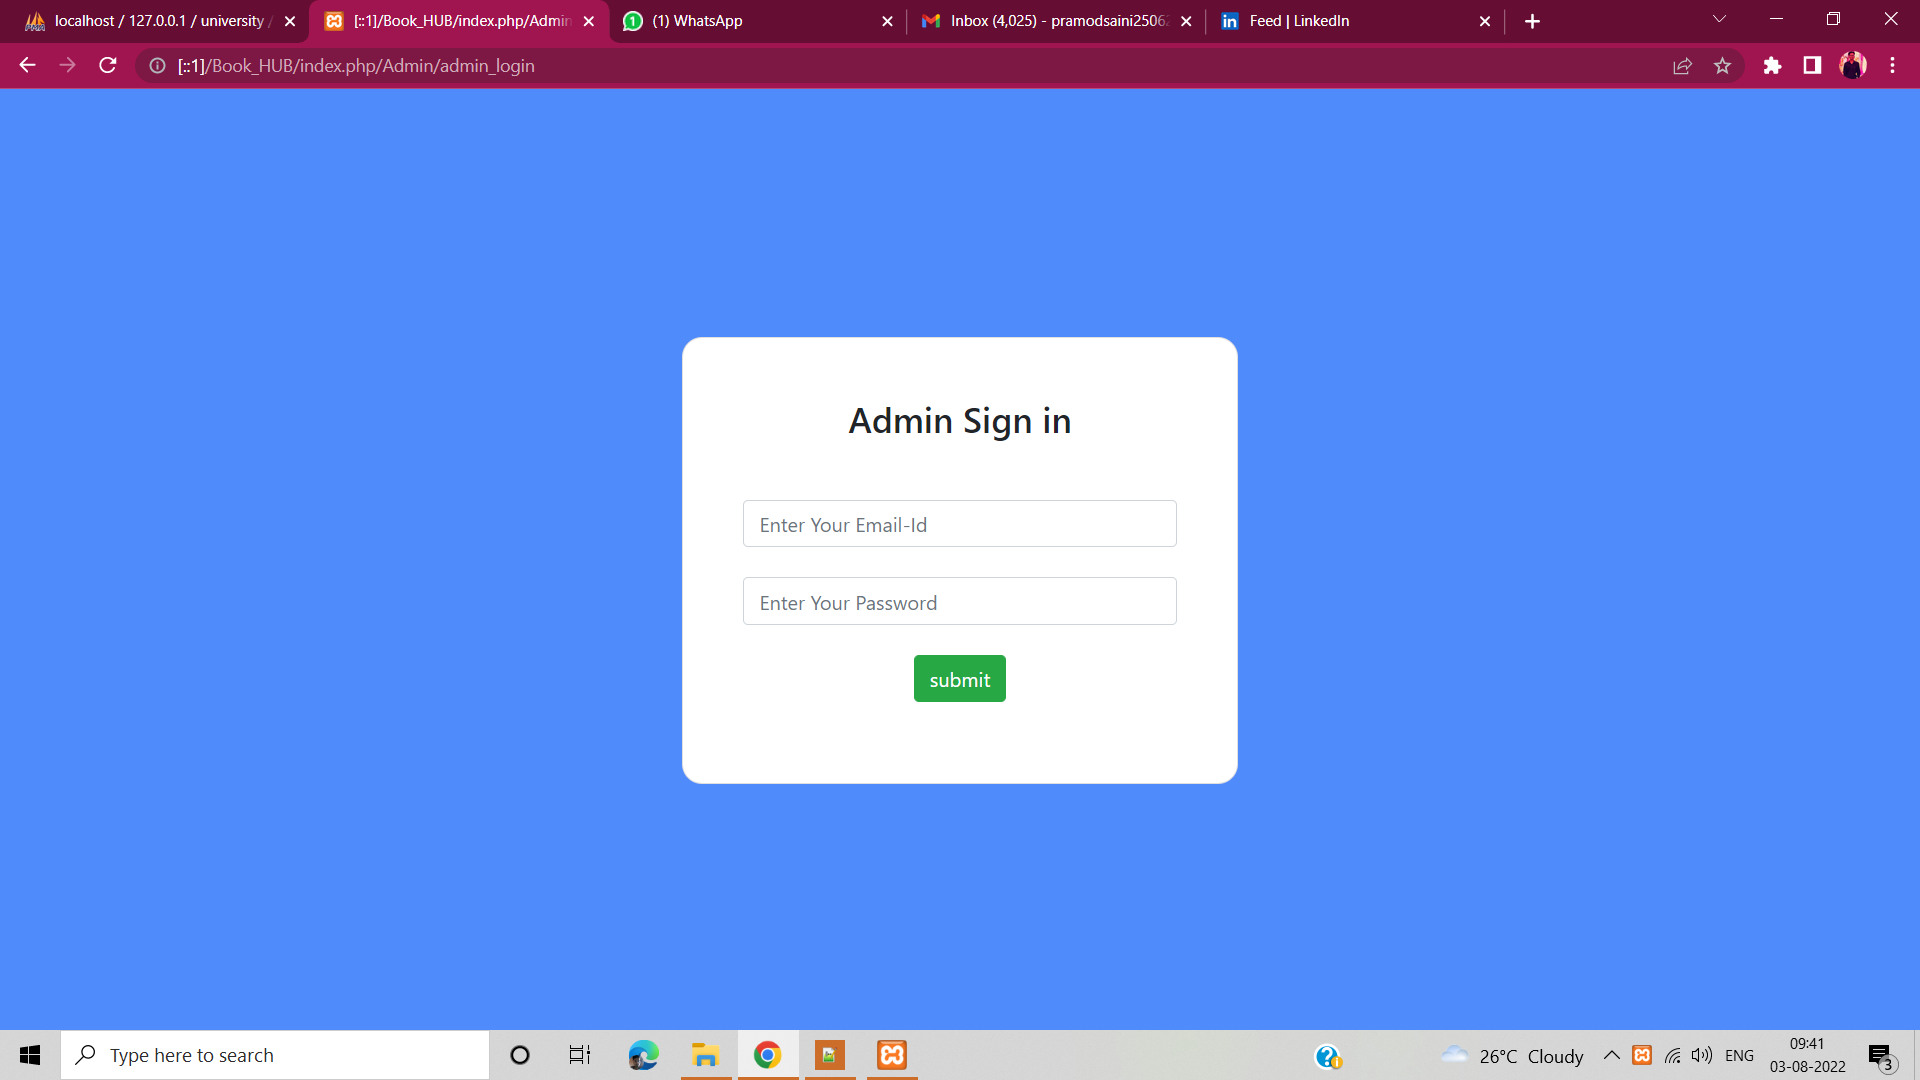 localhost / 127.0.0.1 / university /
[::1]/Book_HUB/index.php/Admin
1
(1) WhatsApp
Inbox (4,025) - pramodsaini2506
in
Feed | LinkedIn
[::1]/Book_HUB/index.php/Admin/admin_login
Admin Sign in
Enter Your Email-Id
Enter Your Password
submit
Type here to search
26°C Cloudy
ENG
09:41
03-08-2022
3